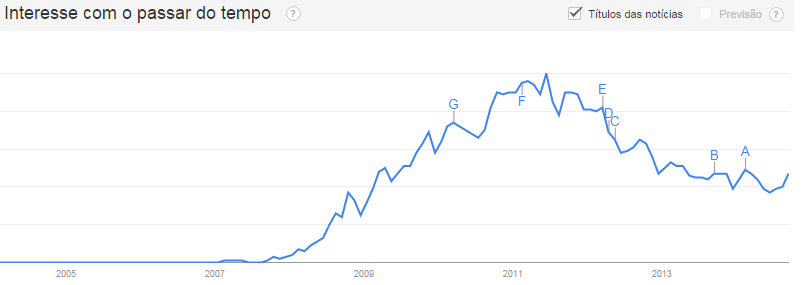 Interesse com o passar do tempo ?
Títulos das notícias
Previsão ?
G
F
E
D
C
B
A
2005 2007 2009 2011 2013